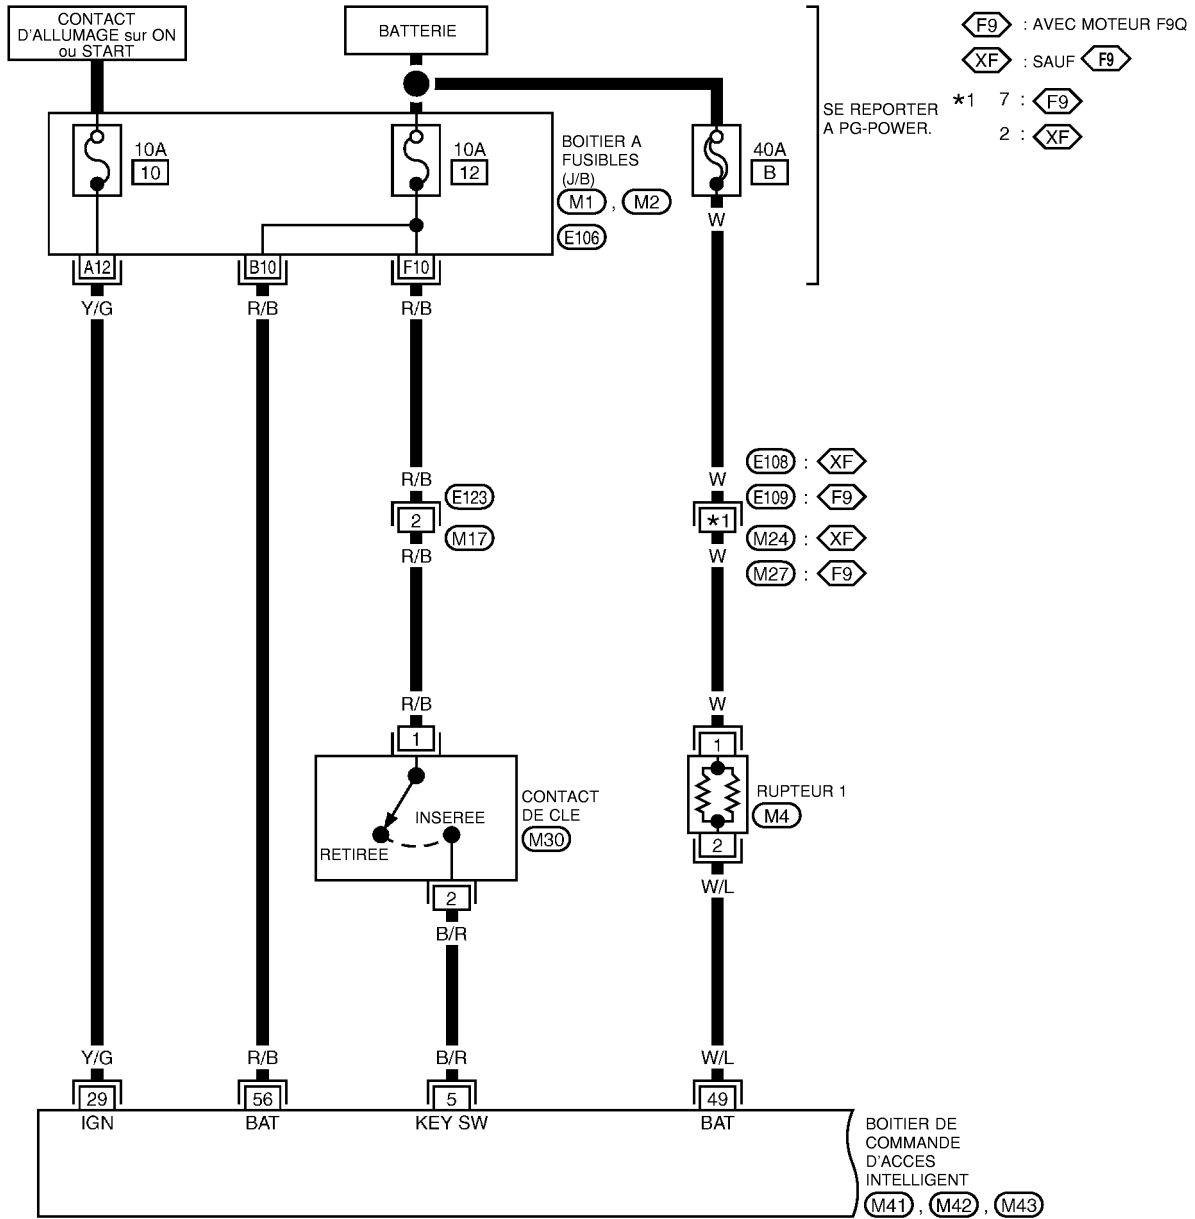 CONTACT
D'ALLUMAGE sur ON
ou START
BATTERIE
F9 : AVEC MOTEUR F9Q
XF : SAUF F9
*1 7 : F9
2 : XF
SE REPORTER
A PG-POWER.
10A
10
10A
12
40A
B
BOITIER A
FUSIBLES
(J/B)
M1 , M2
E106
W
A12
B10
F10
Y/G
R/B
R/B
R/B
E123
2
M17
R/B
W
E108 : XF
E109 : F9
*1
M24 : XF
M27 : F9
W
R/B
W
1
1
CONTACT
DE CLE
M30
INSEREE
RETIREE
RUPTEUR 1
M4
2
2
B/R
W/L
Y/G
R/B
B/R
W/L
29
56
5
49
IGN
BAT
KEY SW
BAT
BOITIER DE
COMMANDE
D'ACCES
INTELLIGENT
M41 , M42 , M43